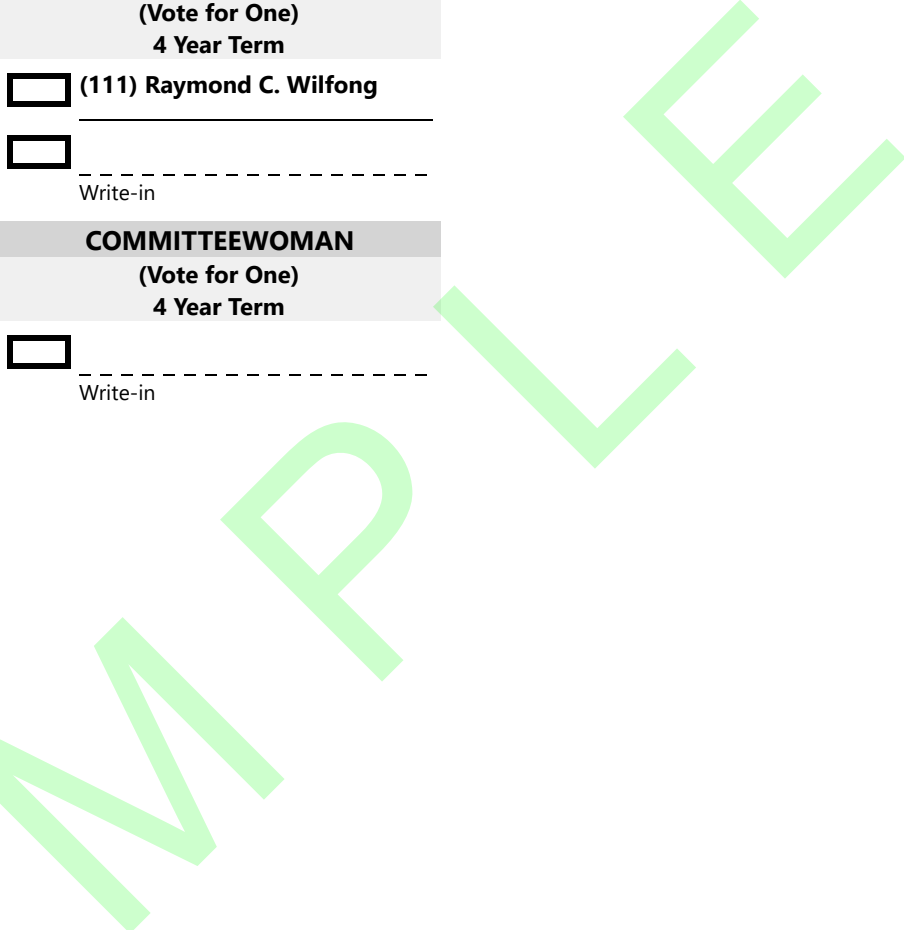 (Vote for One)
4 Year Term
(111) Raymond C. Wilfong
Write-in
COMMITTEEWOMAN
(Vote for One)
4 Year Term
Write-in
MPLE